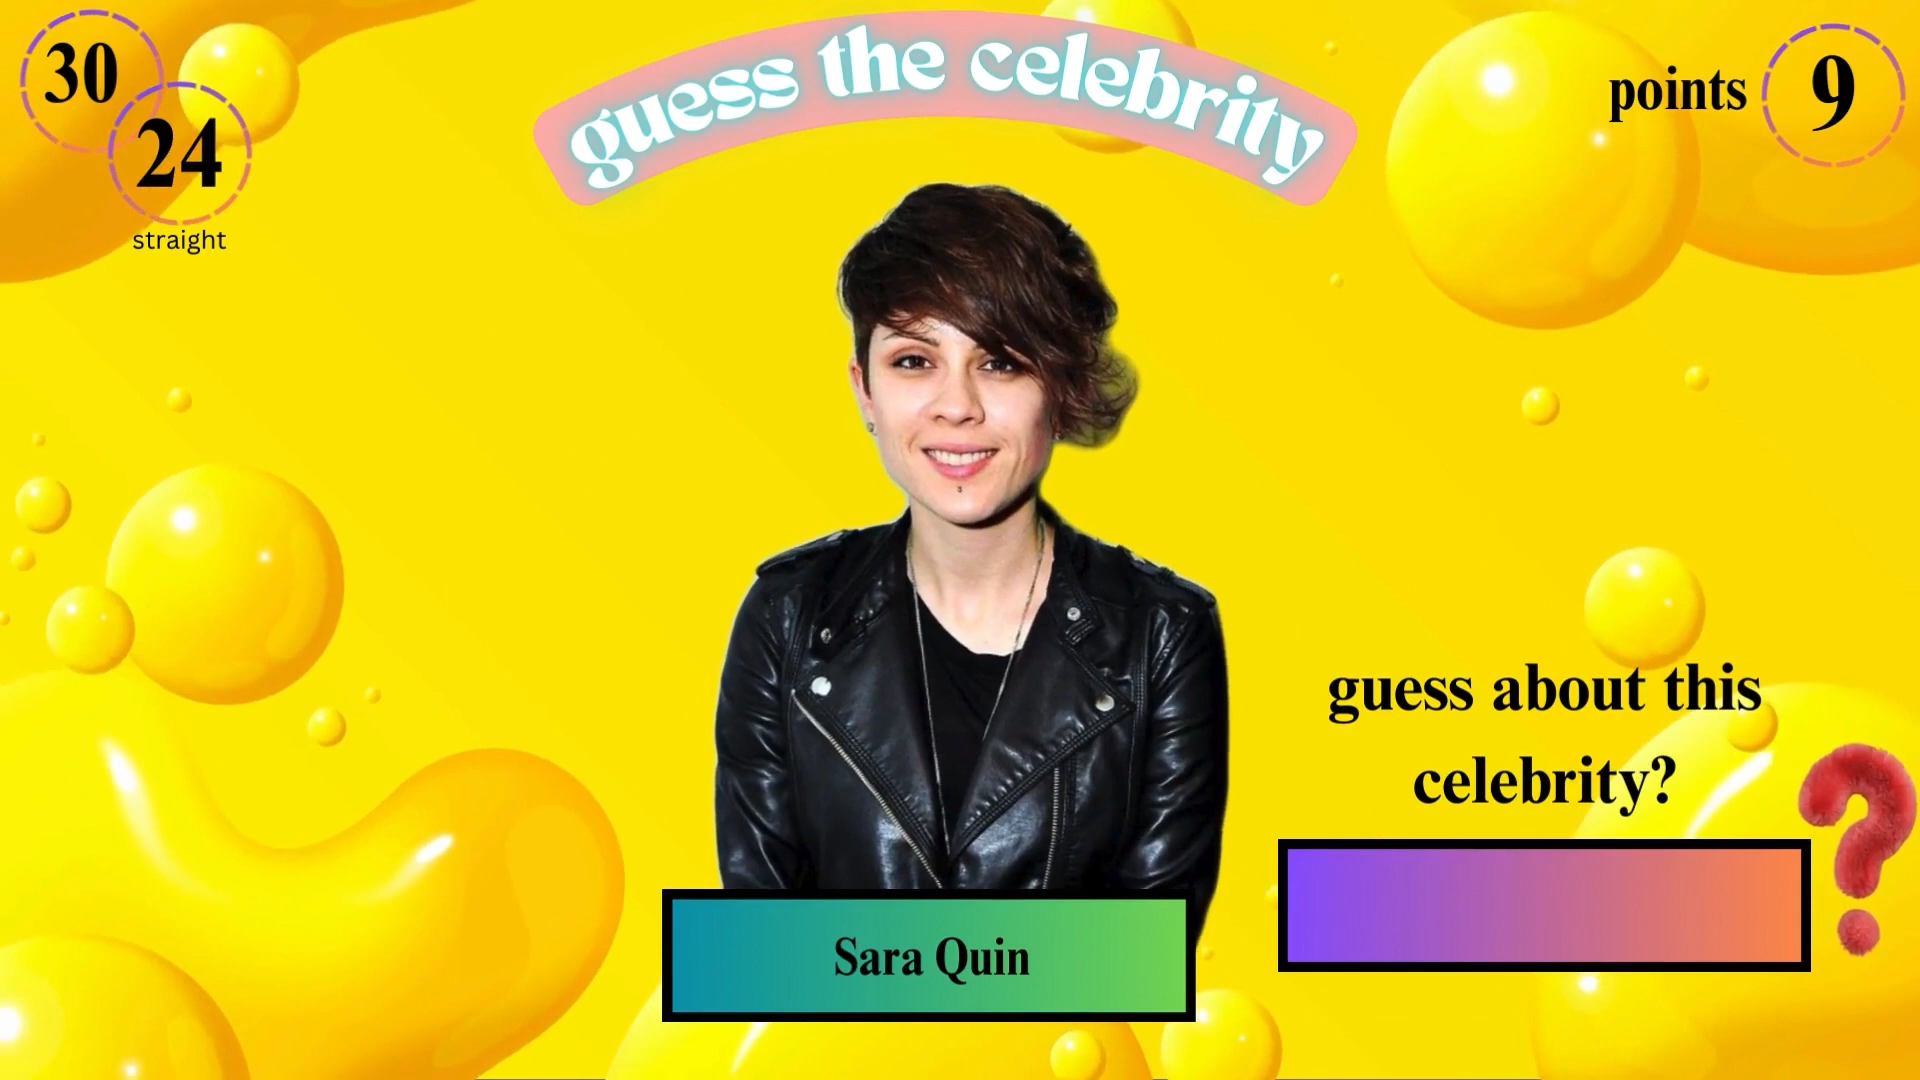 30
24
straight
guess the celebrity
points 9
guess about this
celebrity?
Sara Quin